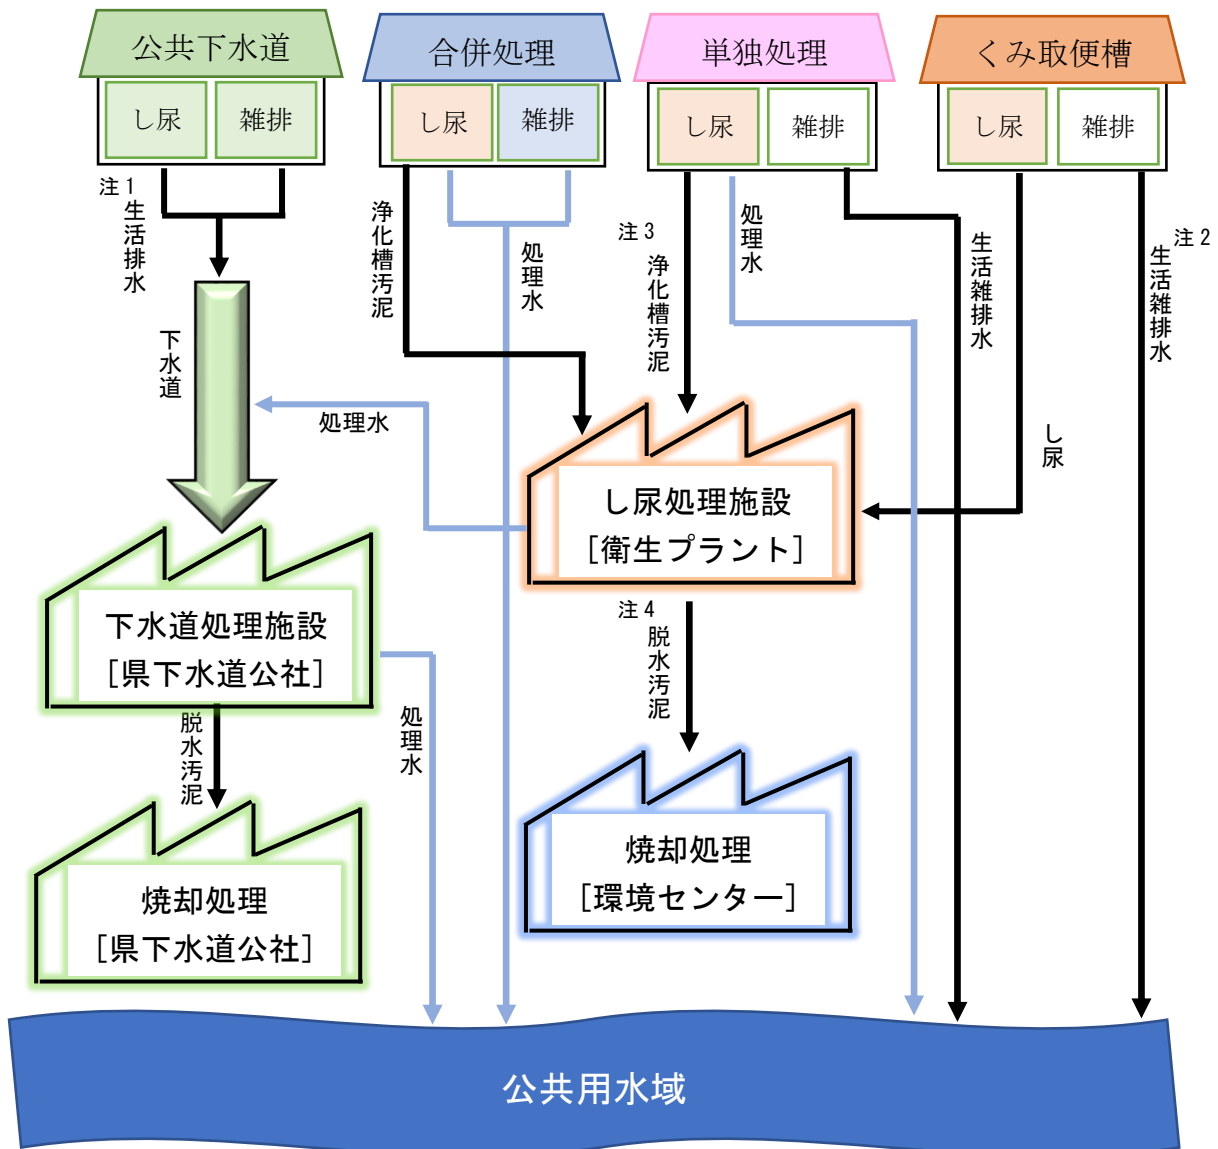 公共下水道
合併処理
単独処理
くみ取便槽
し尿
雑排
し尿
雑排
し尿
雑排
し尿
雑排
注1
生活排水
浄化槽汚泥
処理水
注3
浄化槽汚泥
処理水
生活雑排水
注2
生活雑排水
下水道
処理水
し尿
し尿処理施設
[衛生プラント]
下水道処理施設
[県下水道公社]
注4
脱水汚泥
脱水汚泥
処理水
焼却処理
[環境センター]
焼却処理
[県下水道公社]
公共用水域